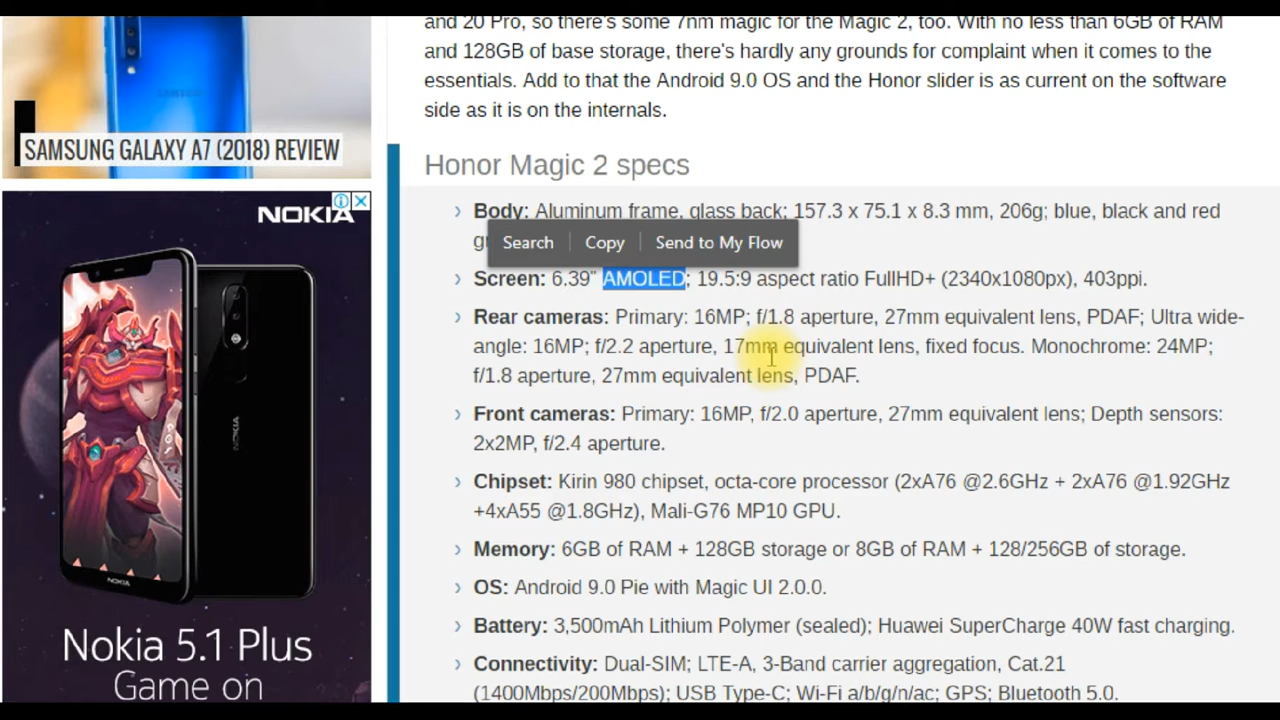 SAMSUNG GALAXY A7 (2018) REVIEW
NOKIA
NOKIA
NOKIA
Nokia 5.1 Plus
Game on
and 20 Pro, so there's some 7nm magic for the Magic 2, too. With no less than 6GB of RAM
and 128GB of base storage, there's hardly any grounds for complaint when it comes to the
essentials. Add to that the Android 9.0 OS and the Honor slider is as current on the software
side as it is on the internals.
Honor Magic 2 specs
Body: Aluminum frame, glass back; 157.3 x 75.1 x 8.3 mm, 206g; blue, black and red
Search Copy Send to My Flow
Screen: 6.39" AMOLED; 19.5:9 aspect ratio FullHD+ (2340x1080px), 403ppi.
Rear cameras: Primary: 16MP; f/1.8 aperture, 27mm equivalent lens, PDAF; Ultra wide-
angle: 16MP; f/2.2 aperture, 17mm equivalent lens, fixed focus. Monochrome: 24MP;
f/1.8 aperture, 27mm equivalent lens, PDAF.
Front cameras: Primary: 16MP, f/2.0 aperture, 27mm equivalent lens; Depth sensors:
2x2MP, f/2.4 aperture.
Chipset: Kirin 980 chipset, octa-core processor (2xA76 @2.6GHz + 2xA76 @1.92GHz
+4xA55 @1.8GHz), Mali-G76 MP10 GPU.
Memory: 6GB of RAM + 128GB storage or 8GB of RAM + 128/256GB of storage.
OS: Android 9.0 Pie with Magic UI 2.0.0.
Battery: 3,500mAh Lithium Polymer (sealed); Huawei SuperCharge 40W fast charging.
Connectivity: Dual-SIM; LTE-A, 3-Band carrier aggregation, Cat.21
(1400Mbps/200Mbps); USB Type-C; Wi-Fi a/b/g/n/ac; GPS; Bluetooth 5.0.